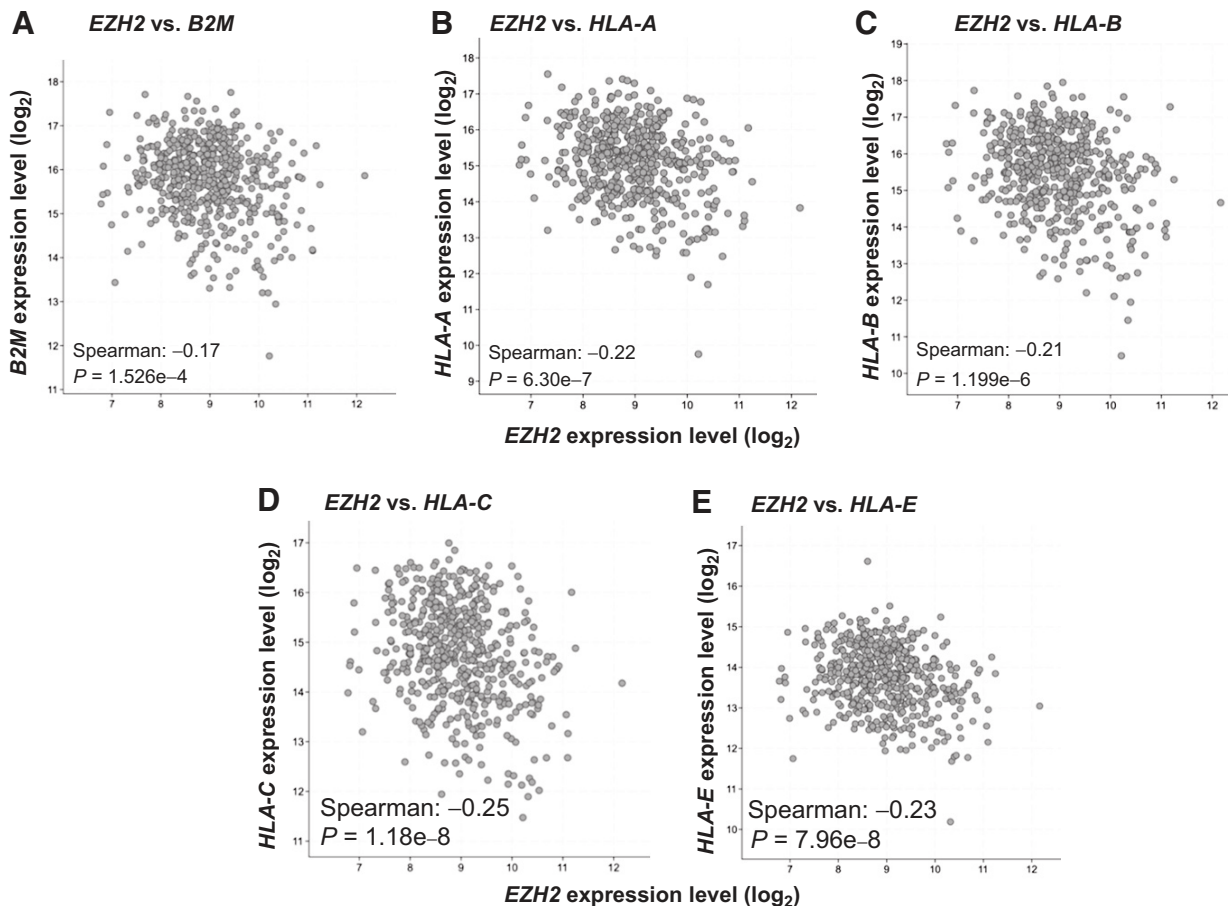 A
EZH2 vs. B2M
B2M expression level (log2)
18
17
16
15
14
13
12
11
Spearman: –0.17
P = 1.526e–4
7 8 9 10 11 12
B
EZH2 vs. HLA-A
HLA-A expression level (log2)
18
17
16
15
14
13
12
11
10
9
Spearman: –0.22
P = 6.30e–7
7 8 9 10 11 12
C
EZH2 vs. HLA-B
HLA-B expression level (log2)
19
18
17
16
15
14
13
12
11
10
Spearman: –0.21
P = 1.199e–6
7 8 9 10 11 12
EZH2 expression level (log2)
D
EZH2 vs. HLA-C
HLA-C expression level (log2)
17
16
15
14
13
12
11
Spearman: –0.25
P = 1.18e–8
7 8 9 10 11 12
E
EZH2 vs. HLA-E
HLA-E expression level (log2)
17
16
15
14
13
12
11
10
Spearman: –0.23
P = 7.96e–8
7 8 9 10 11 12
EZH2 expression level (log2)